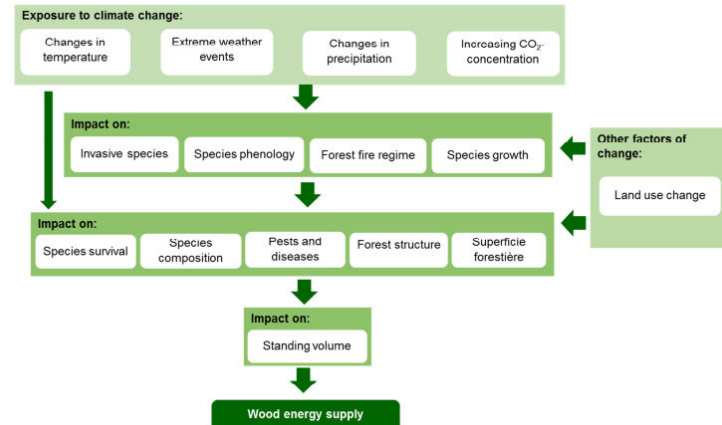 Exposure to climate change:
Changes in
temperature
Extreme weather
events
Changes in
precipitation
Increasing CO₂-
concentration
Impact on:
Invasive species
Species phenology
Forest fire regime
Species growth
Other factors of
change:
Land use change
Impact on:
Species survival
Species
composition
Pests and
diseases
Forest structure
Superficie
forestière
Impact on:
Standing volume
Wood energy supply